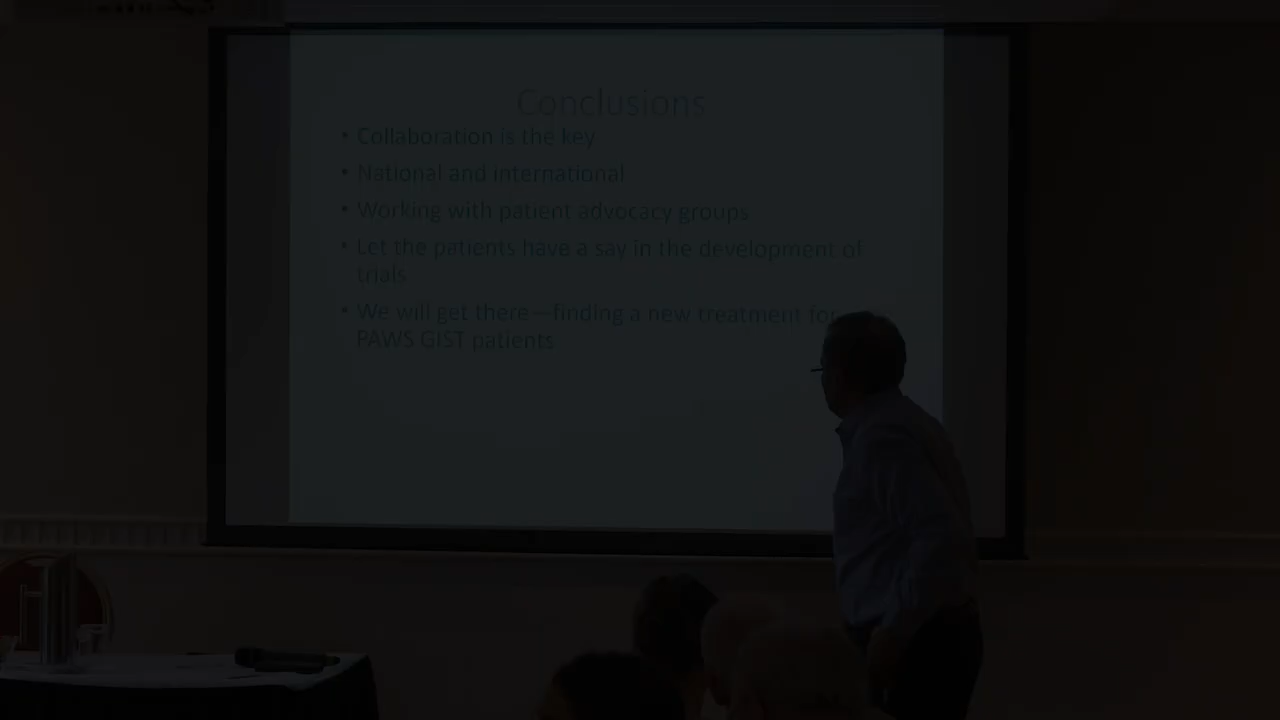 Conclusions
• Collaboration is the key
• National and international
• Working with patient advocacy groups
• Let the patients have a say in the development of
trials
• We will get there—finding a new treatment for
PAWS GIST patients